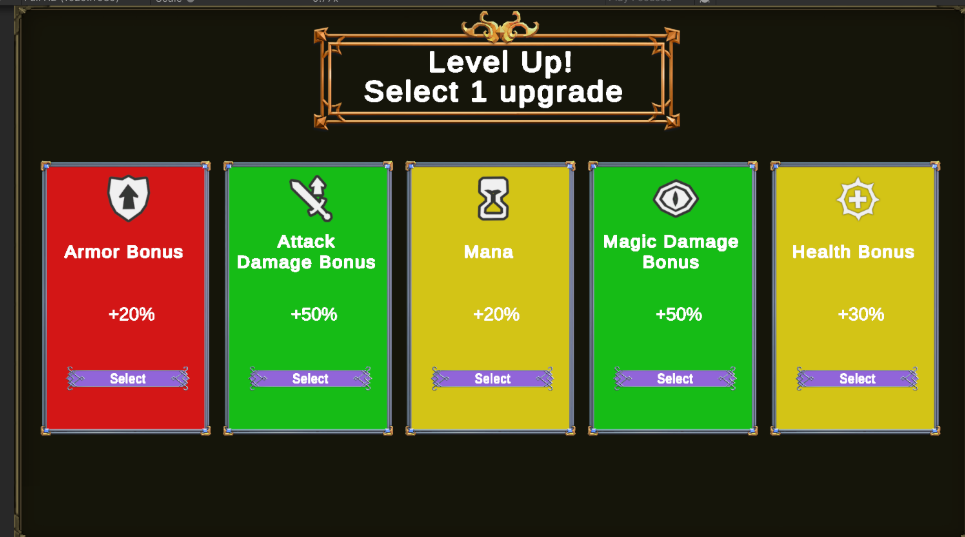 Level Up!
Select 1 upgrade
Armor Bonus
+20%
Select
Attack
Damage Bonus
+50%
Select
Mana
+20%
Select
Magic Damage
Bonus
+50%
Select
Health Bonus
+30%
Select